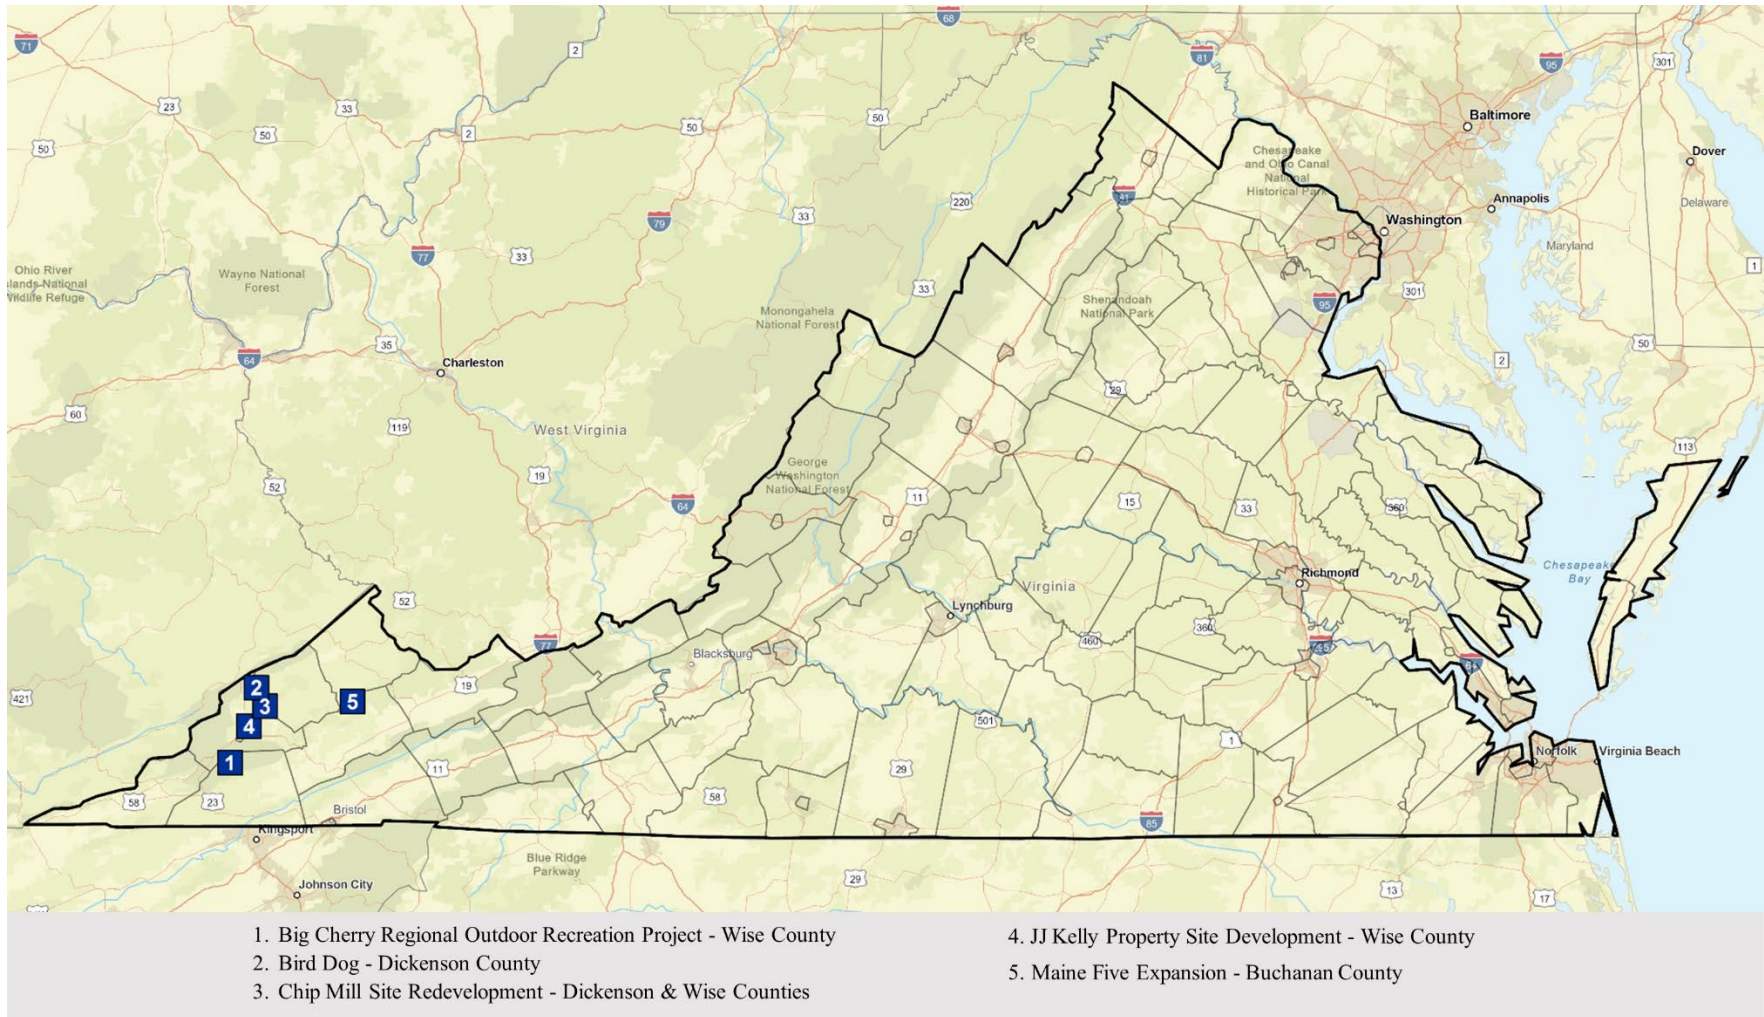 68
71
2
81
95
301
23
33
50
2
50
50
50
Baltimore
Chesapeake
and Ohio Canal
National
Historical Park
Dover
81
Annapolis
Delaware
220
33
79
Washington
Maryland
77
33
Ohio River
Islands National
Wildlife Refuge
Wayne National
Forest
1
33
301
95
Shenandoah
National Park
Monongahela
National Forest
35
64
Charleston
50
2
29
60
119
West Virginia
113
George
Washington
National Forest
19
52
11
64
15
33
360
Chesapeake
Bay
Richmond
Virginia
52
Lynchburg
77
460
360
295
64
Blacksburg
19
421
2
3
5
4
501
1
1
Norfolk
Virginia Beach
11
29
58
58
23
Bristol
85
Kingsport
Blue Ridge
Parkway
Johnson City
29
13
17
1. Big Cherry Regional Outdoor Recreation Project - Wise County
2. Bird Dog - Dickenson County
3. Chip Mill Site Redevelopment - Dickenson & Wise Counties
4. JJ Kelly Property Site Development - Wise County
5. Maine Five Expansion - Buchanan County